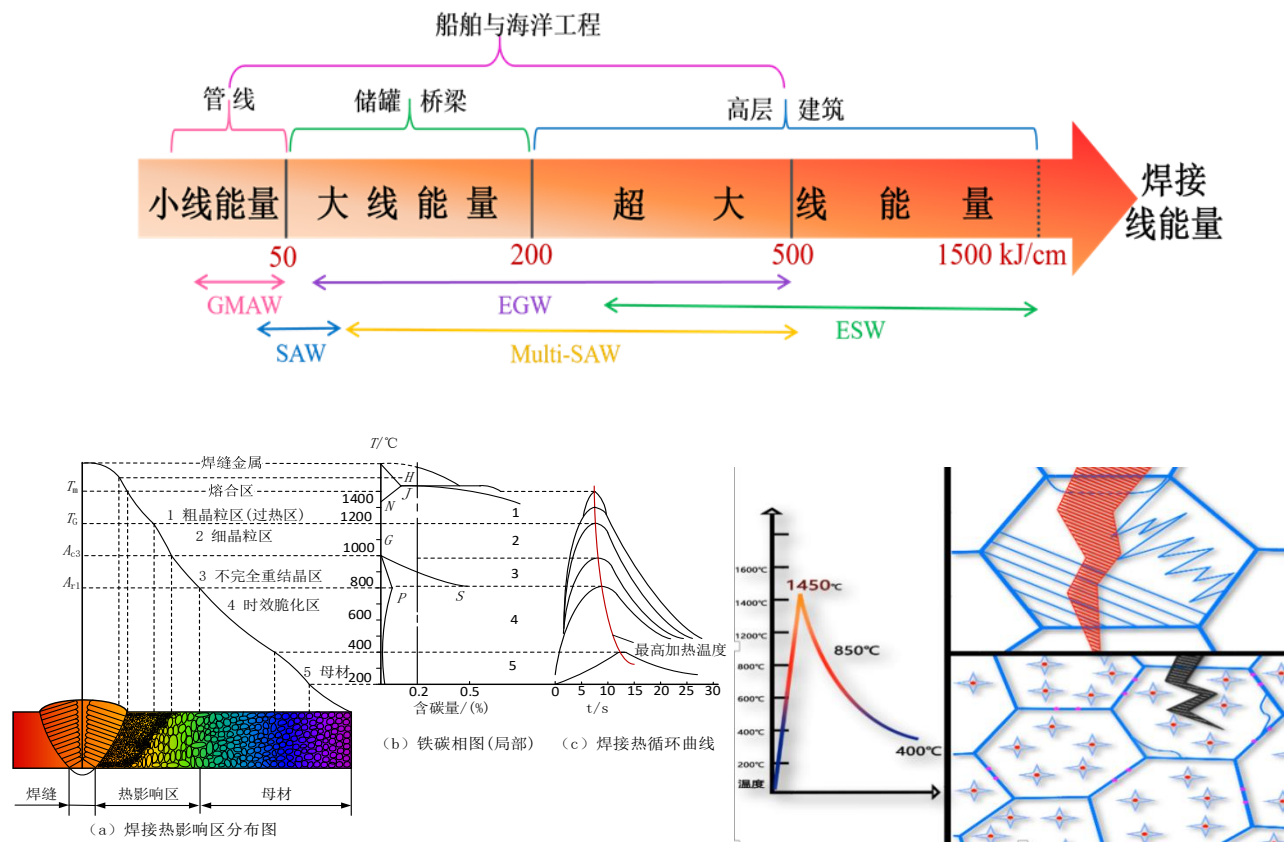 船舶与海洋工程
管线
储罐 桥梁
高层 建筑
小线能量
大线能量
超大线能量
焊接
线能量
50
200
500
1500 kJ/cm
GMAW
EGW
ESW
SAW
Multi-SAW
T/℃
焊缝金属
熔合区
1 粗晶粒区(过热区)
2 细晶粒区
3 不完全重结晶区
4 时效脆化区
5 母材
Tm
TG
Ac3
Ar1
焊缝
热影响区
母材
(a) 焊接热影响区分布图
1400
1200
1000
800
600
400
200
H
J
N
G
P
S
0.2
0.5
含碳量/(%)
(b) 铁碳相图(局部)
1
2
3
4
5
最高加热温度
0
5
10
15
20
25
30
t/s
(c) 焊接热循环曲线
1600℃
1400℃
1200℃
800℃
600℃
400℃
200℃
温度
1450℃
850℃
400℃